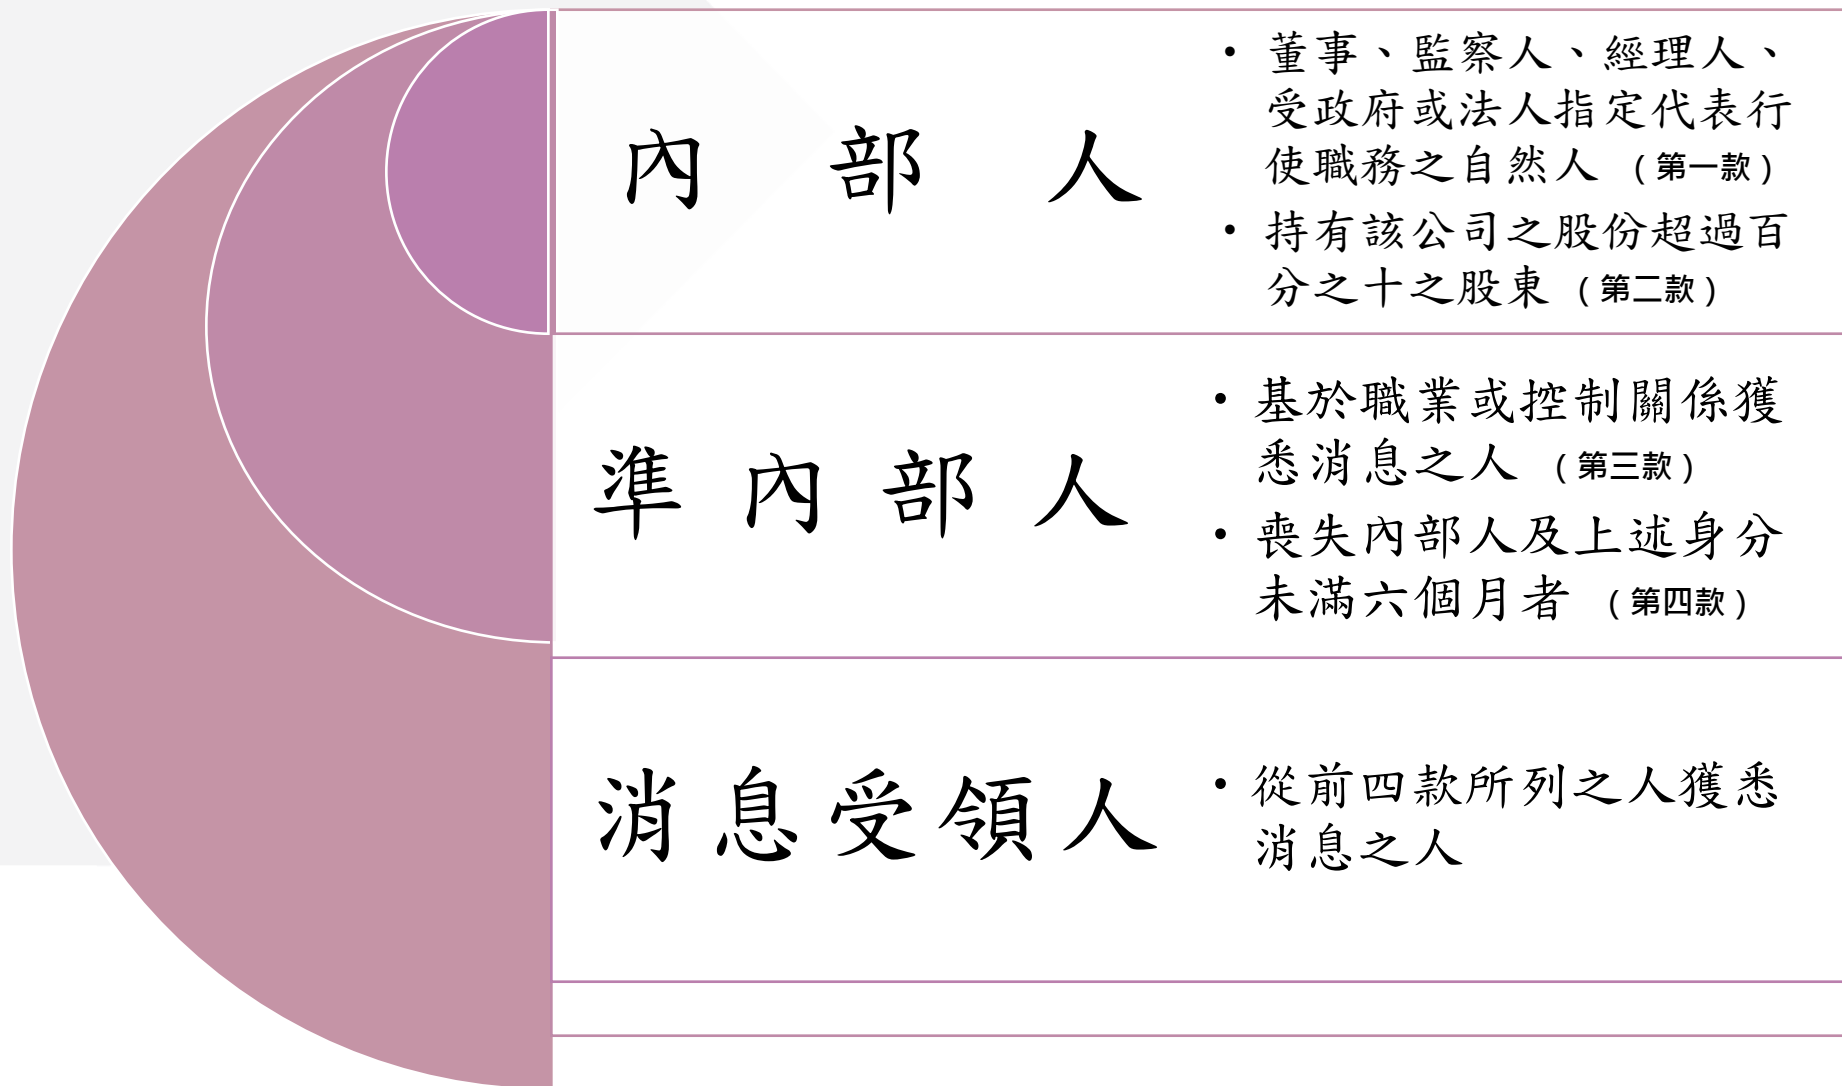 內部人
• 董事、監察人、經理人、
受政府或法人指定代表行
使職務之自然人（第一款）
• 持有該公司之股份超過百
分之十之股東（第二款）
準內部人
• 基於職業或控制關係獲
悉消息之人（第三款）
• 喪失內部人及上述身分
未滿六個月者（第四款）
消息受領人
• 從前四款所列之人獲悉
消息之人